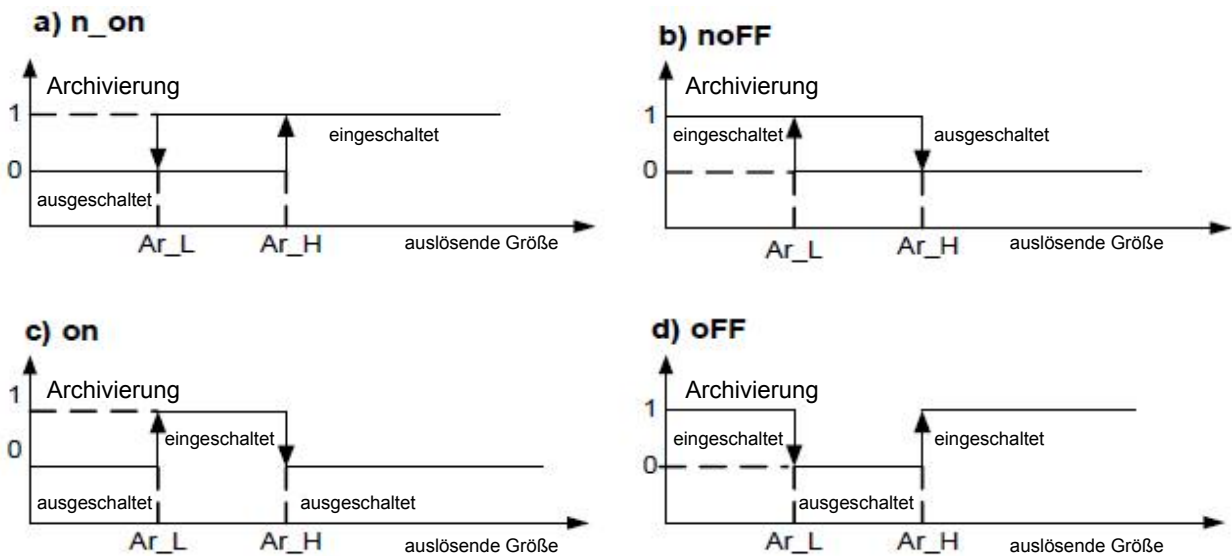 a) n_on
Archivierung
1
eingeschaltet
0
ausgeschaltet
Ar_L
Ar_H
auslösende Größe
b) noFF
Archivierung
1
eingeschaltet
ausgeschaltet
0
Ar_L
Ar_H
auslösende Größe
c) on
Archivierung
1
eingeschaltet
0
ausgeschaltet
ausgeschaltet
Ar_L
Ar_H
auslösende Größe
d) oFF
Archivierung
1
eingeschaltet
eingeschaltet
0
ausgeschaltet
Ar_L
Ar_H
auslösende Größe